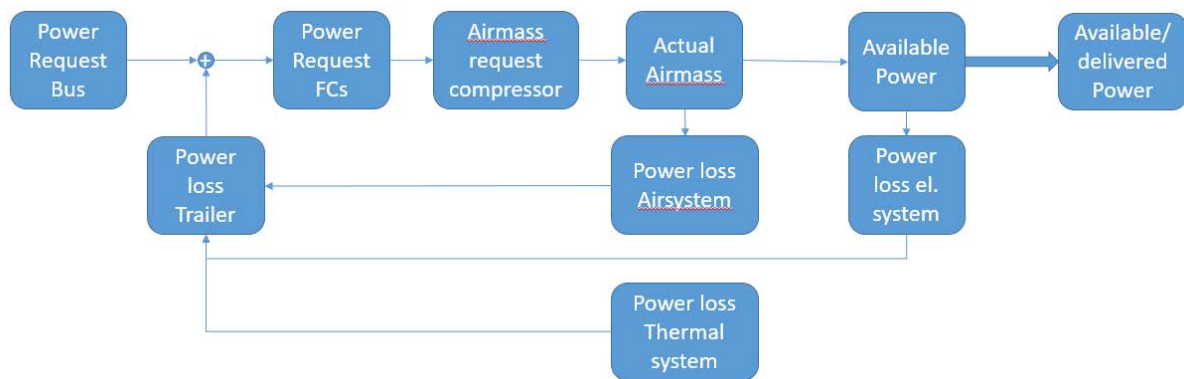 Power
Request
Bus
+
Power
Request
FCs
Airmass
request
compressor
Actual
Airmass
Available
Power
Available/
delivered
Power
Power
loss
Trailer
Power loss
Airsystem
Power
loss el.
system
Power loss
Thermal
system